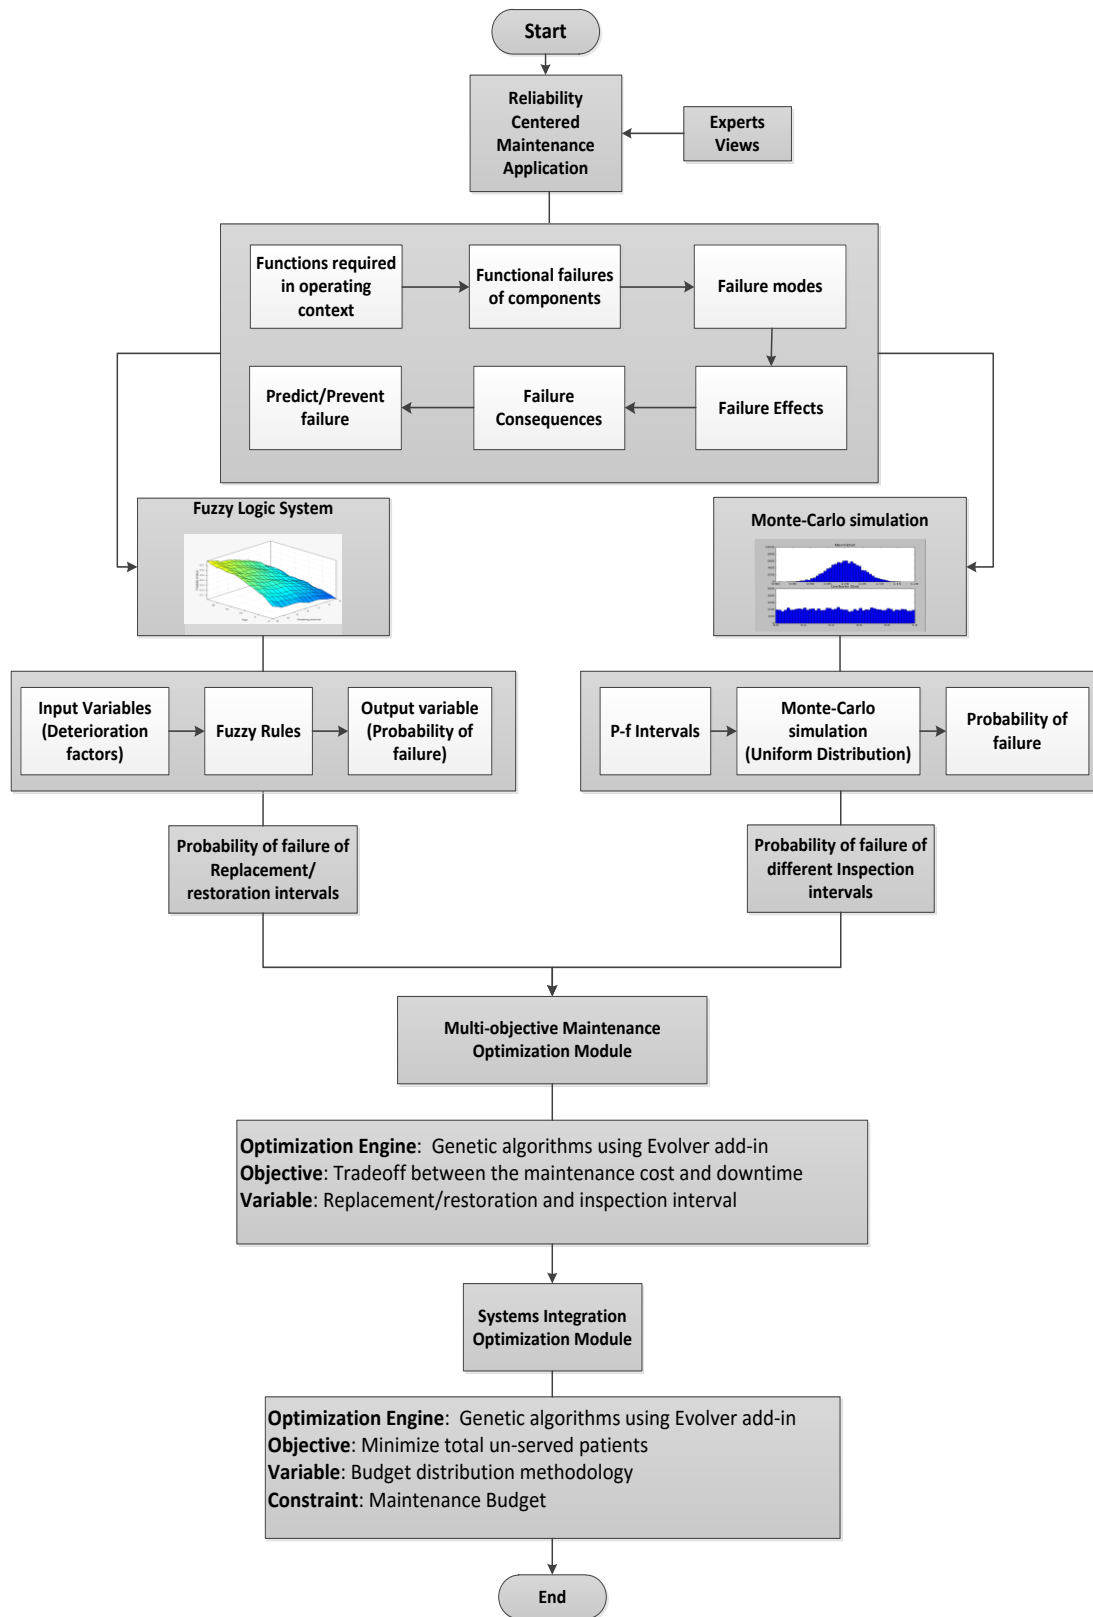 Start
Reliability
Centered
Maintenance
Application
Experts
Views
Functions required
in operating
context
Functional failures
of components
Failure modes
Predict/Prevent
failure
Failure
Consequences
Failure Effects
Fuzzy Logic System
Monte-Carlo simulation
Input Variables
(Deterioration
factors)
Fuzzy Rules
Output variable
(Probability of
failure)
P-f Intervals
Monte-Carlo
simulation
(Uniform Distribution)
Probability of
failure
Probability of failure of
Replacement/
restoration intervals
Probability of failure of
different Inspection
intervals
Multi-objective Maintenance
Optimization Module
Optimization Engine:  Genetic algorithms using Evolver add-in
Objective: Tradeoff between the maintenance cost and downtime
Variable: Replacement/restoration and inspection interval
Systems Integration
Optimization Module
Optimization Engine:  Genetic algorithms using Evolver add-in
Objective: Minimize total un-served patients
Variable: Budget distribution methodology
Constraint: Maintenance Budget
End